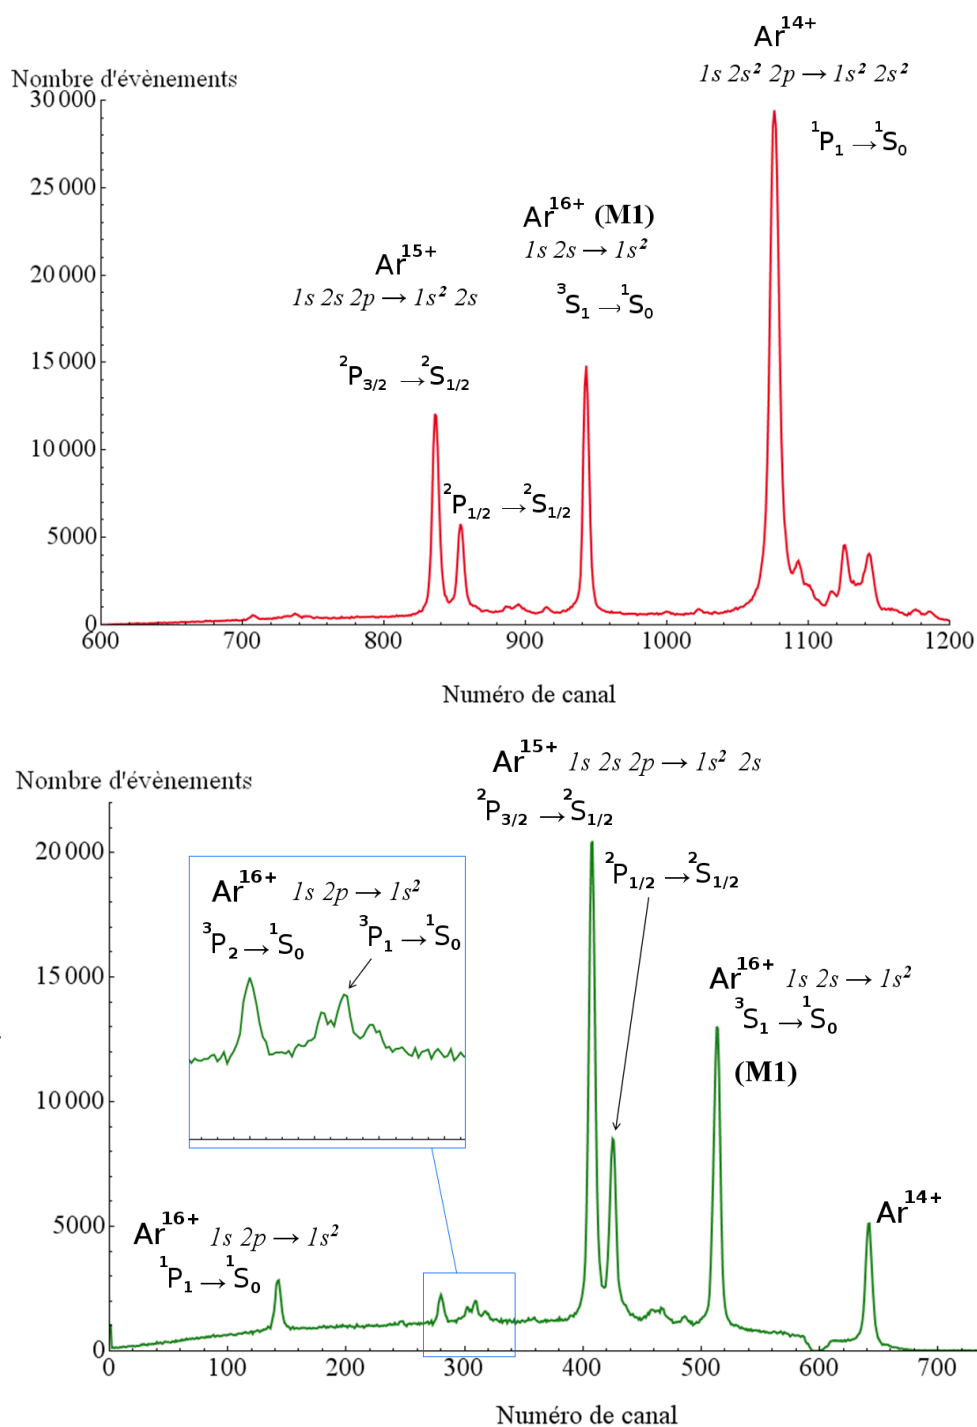 Ar14+
1s 2s² 2p → 1s² 2s²
Nombre d'évènements
30 000
1P1 → 1S0
25 000
Ar16+ (M1)
1s 2s → 1s²
20 000
Ar15+
1s 2s 2p → 1s² 2s
3S1 → 1S0
15 000
2P3/2 → 2S1/2
10 000
2P1/2 → 2S1/2
5000
0
600 700 800 900 1000 1100 1200
Numéro de canal
Ar15+ 1s 2s 2p → 1s² 2s
Nombre d'évènements
2P3/2 → 2S1/2
20 000
2P1/2 → 2S1/2
Ar16+ 1s 2p → 1s²
3P2 → 1S0
3P1 → 1S0
15 000
Ar16+ 1s 2s → 1s²
3S1 → 1S0
(M1)
10 000
5000
Ar16+ 1s 2p → 1s²
1P1 → 1S0
Ar14+
0
0 100 200 300 400 500 600 700
Numéro de canal